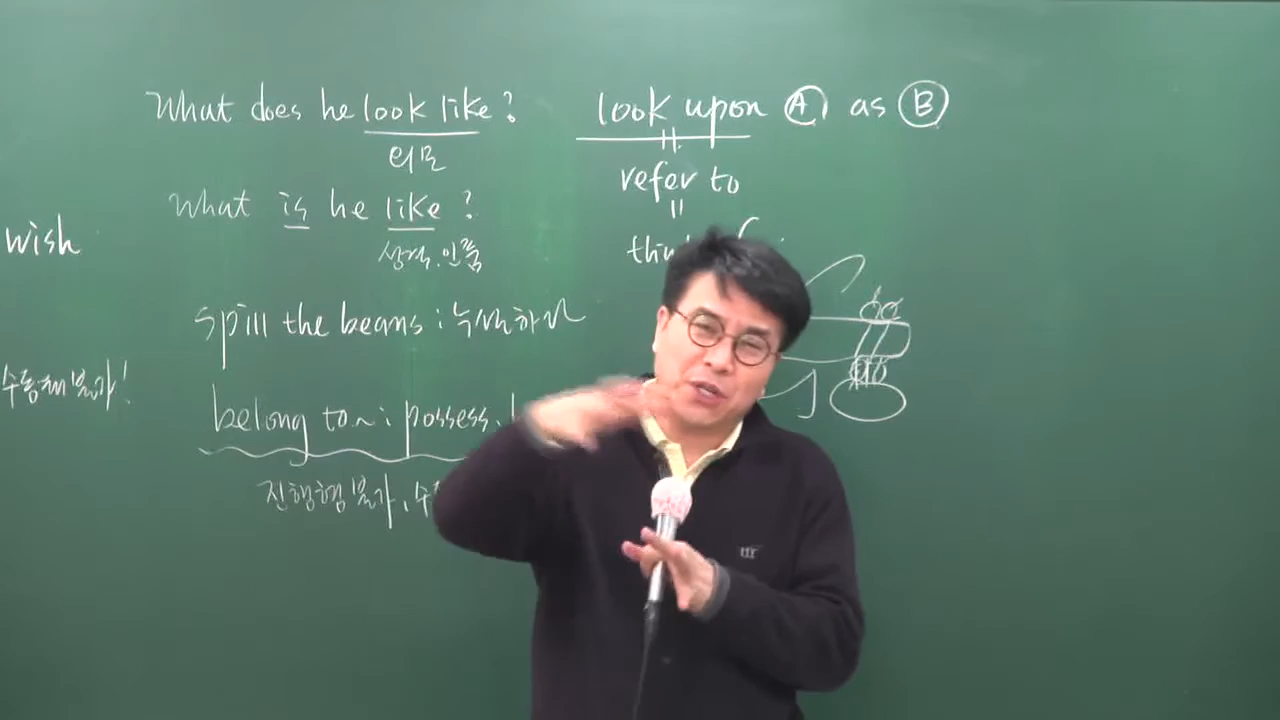 What does he look like?
외모
What is he like?
성격.인품
wish
spill the beans : 누설하다
수동태불가!
belong to ~ : possess.
진행형불가, 수
look upon Ⓐ as Ⓑ
refer to